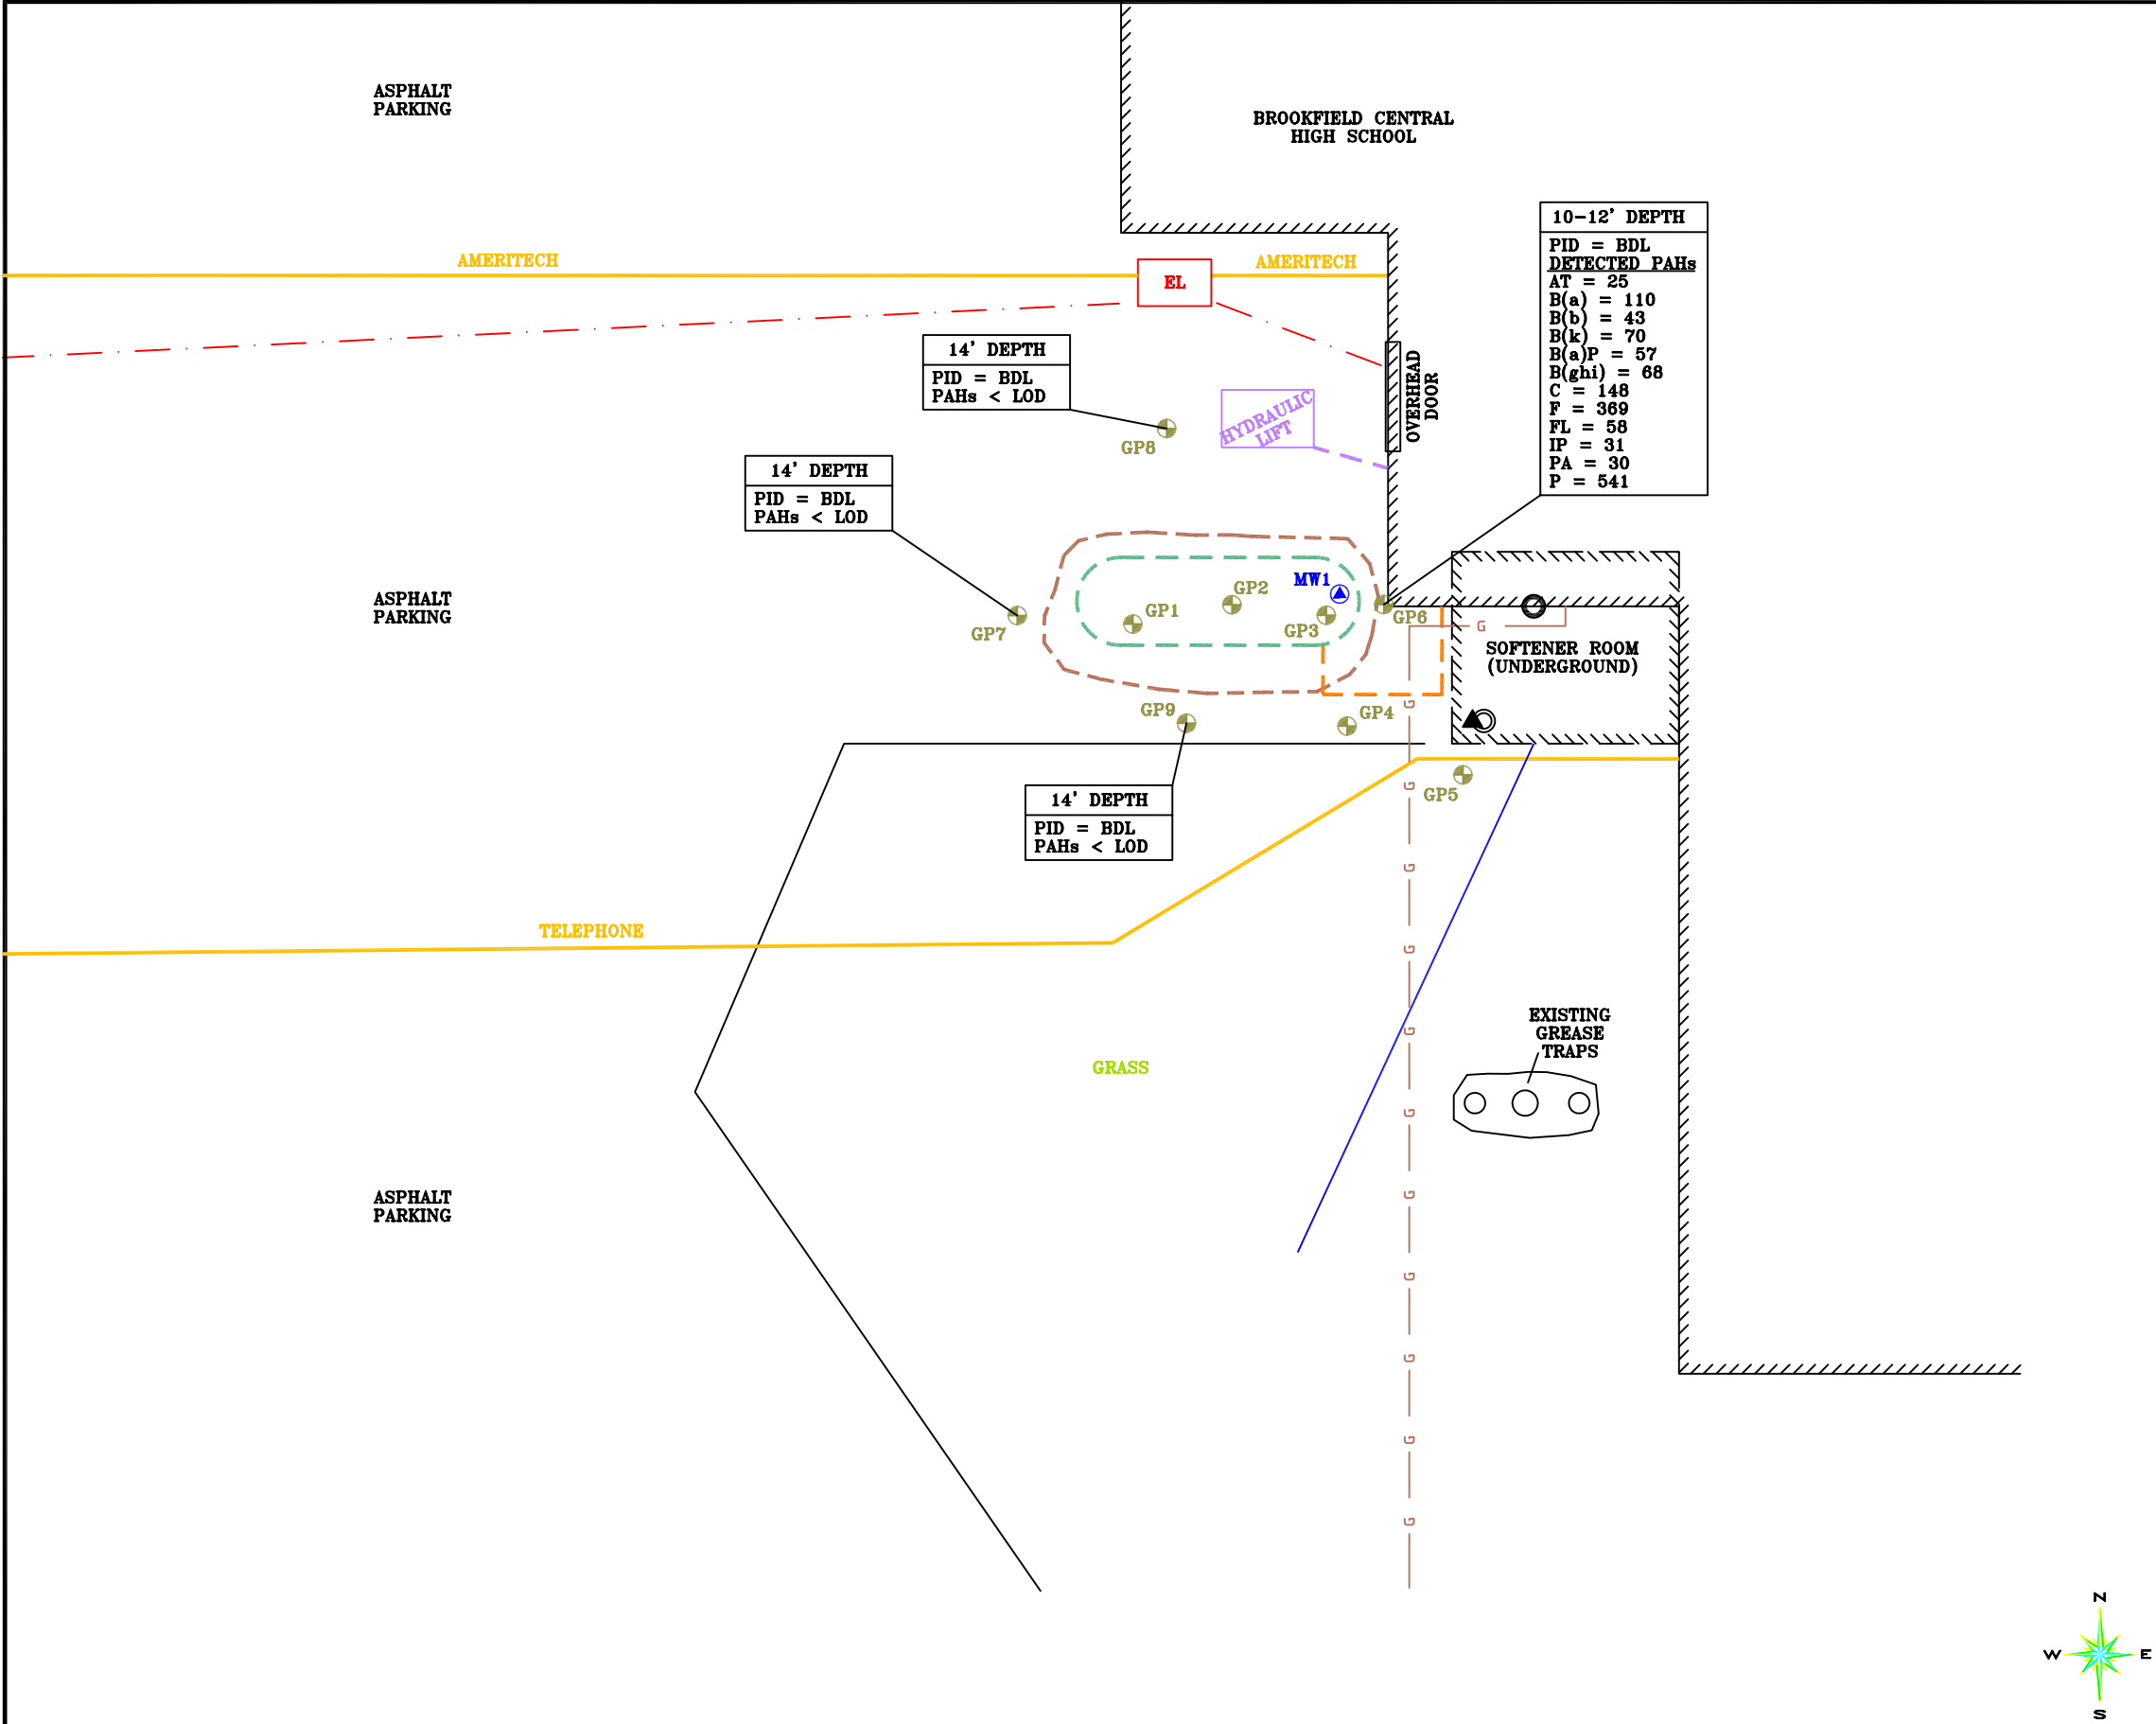 ASPHALT
PARKING
BROOKFIELD CENTRAL
HIGH SCHOOL
AMERITECH
AMERITECH
EL
10-12' DEPTH
PID = BDL
DETECTED PAHs
AT = 25
B(a) = 110
B(b) = 43
B(k) = 70
B(a)P = 57
B(ghi) = 68
C = 148
F = 369
FL = 58
IP = 31
PA = 30
P = 541
14' DEPTH
PID = BDL
PAHs < LOD
GP8
HYDRAULIC
LIFT
OVERHEAD
DOOR
14' DEPTH
PID = BDL
PAHs < LOD
ASPHALT
PARKING
GP7
GP1
GP2
MW1
GP3
GP6
G
SOFTENER ROOM
(UNDERGROUND)
GP9
GP4
G
GP5
G
14' DEPTH
PID = BDL
PAHs < LOD
G
TELEPHONE
G
EXISTING
GREASE
TRAPS
G
GRASS
G
ASPHALT
PARKING
G
G
G
G
G
N
W
E
S